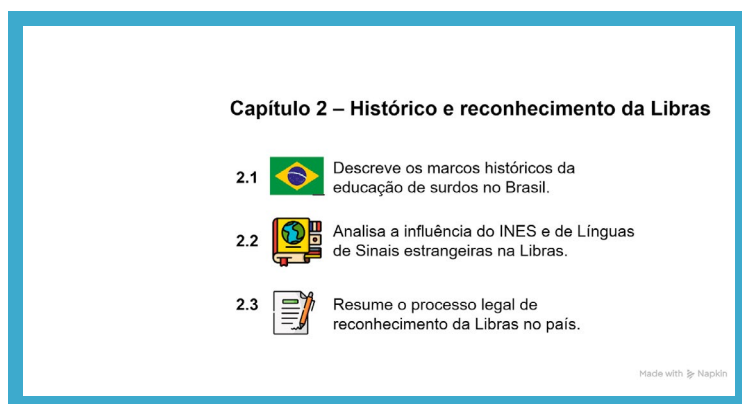 Capítulo 2 – Histórico e reconhecimento da Libras
2.1 Descreve os marcos históricos da
educação de surdos no Brasil.
2.2 Analisa a influência do INES e de Línguas
de Sinais estrangeiras na Libras.
2.3 Resume o processo legal de
reconhecimento da Libras no país.
Made with Napkin